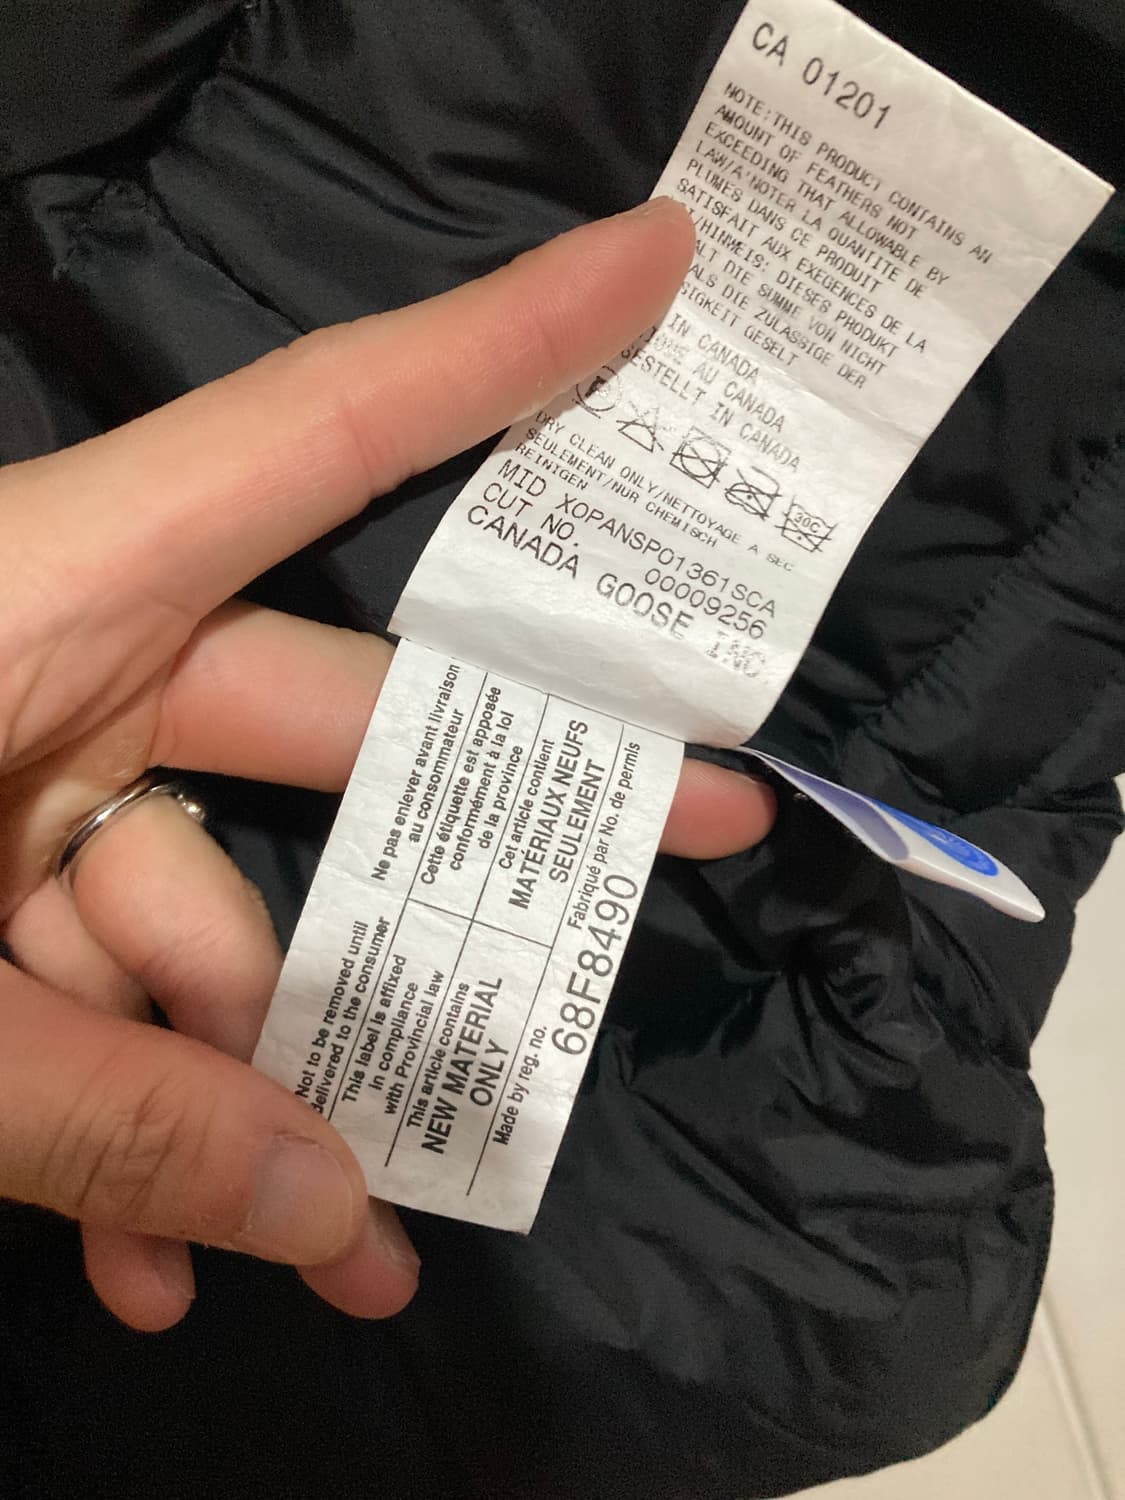 CA 01201
NOTE:THIS PRODUCT CONTAINS AN
AMOUNT OF FEATHERS NOT
EXCEEDING THAT ALLOWABLE BY
LAW/A'NOTER LA QUANTITE DE
PLUMES DANS CE PRODUIT
SATISFAIT AUX EXEGENCES DE LA
/HINWEIS: DIESES PRODUKT
DIE SUMME VON NICHT
ALS DIE ZULASSIGE DER
GESELT
IN CANADA
AU CANADA
GESTELLT IN CANADA
30C
DRY CLEAN ONLY/NETTOYAGE A SEC
SEULEMENT/NUR CHEMISCH
REINIGEN
MID XOPANSP01361SCA
CUT NO. 00009256
CANADA GOOSE INC
Not to be removed until
delivered to the consumer
Ne pas enlever avant livraison
au consommateur
This label is affixed
in compliance
with Provincial law
Cette étiquette est apposée
conformément à la loi
de la province
This article contains
NEW MATERIAL
ONLY
Cet article contient
MATÉRIAUX NEUFS
SEULEMENT
Made by reg. no.
Fabriqué par No. de permis
68F8490